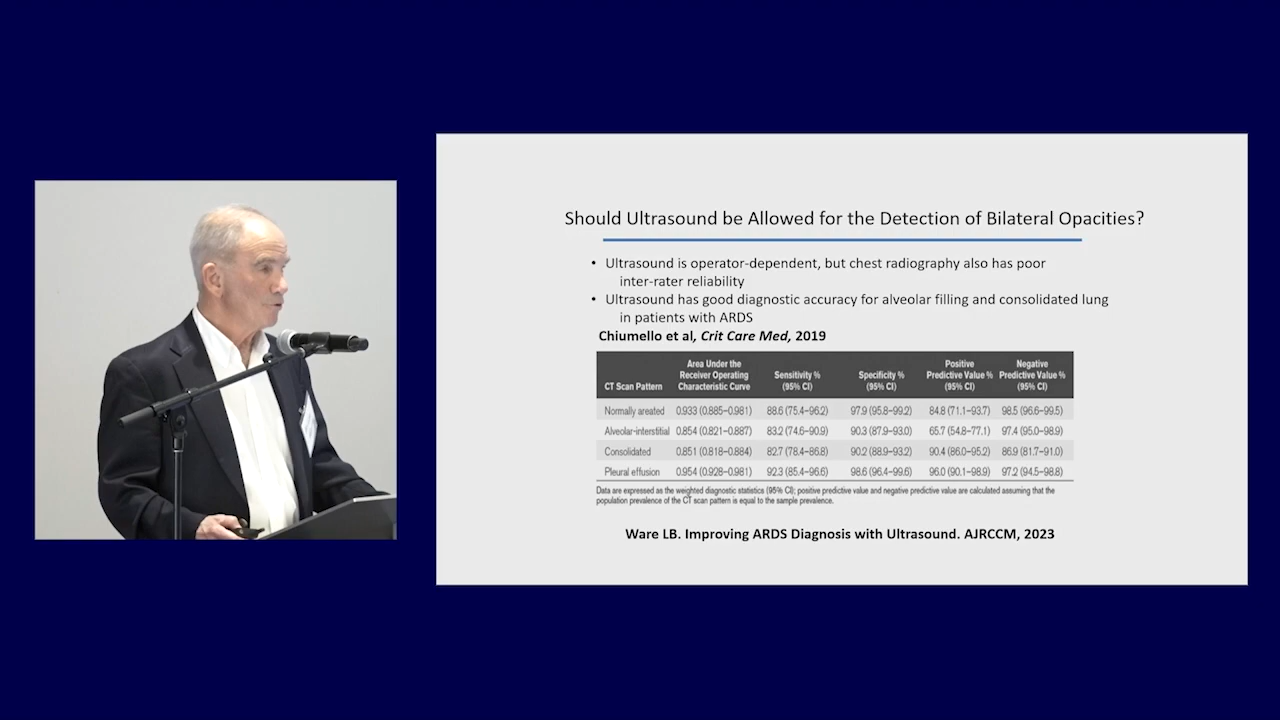 Should Ultrasound be Allowed for the Detection of Bilateral Opacities?
• Ultrasound is operator-dependent, but chest radiography also has poor
inter-rater reliability
• Ultrasound has good diagnostic accuracy for alveolar filling and consolidated lung
in patients with ARDS
Chiumello et al, Crit Care Med, 2019
CT Scan Pattern Area Under the Receiver Operating Characteristic Curve Sensitivity % (95% CI) Specificity % (95% CI) Positive Predictive Value % (95% CI) Negative Predictive Value % (95% CI)
Normally areated 0.933 (0.885–0.981) 88.6 (75.4–96.2) 97.9 (95.8–99.2) 84.8 (71.1–93.7) 98.5 (96.6–99.5)
Alveolar-interstitial 0.854 (0.821–0.887) 83.2 (74.6–90.9) 90.3 (87.9–93.0) 65.7 (54.8–77.1) 97.4 (95.0–98.9)
Consolidated 0.851 (0.818–0.884) 82.7 (78.4–86.8) 90.2 (88.9–93.2) 90.4 (86.0–95.2) 86.9 (81.7–91.0)
Pleural effusion 0.954 (0.928–0.981) 92.3 (85.4–96.6) 98.6 (96.4–99.6) 96.0 (90.1–98.9) 97.2 (94.5–98.8)
Data are expressed as the weighted diagnostic statistics (95% CI); positive predictive value and negative predictive value are calculated assuming that the
population prevalence of the CT scan pattern is equal to the sample prevalence.
Ware LB. Improving ARDS Diagnosis with Ultrasound. AJRCCM, 2023